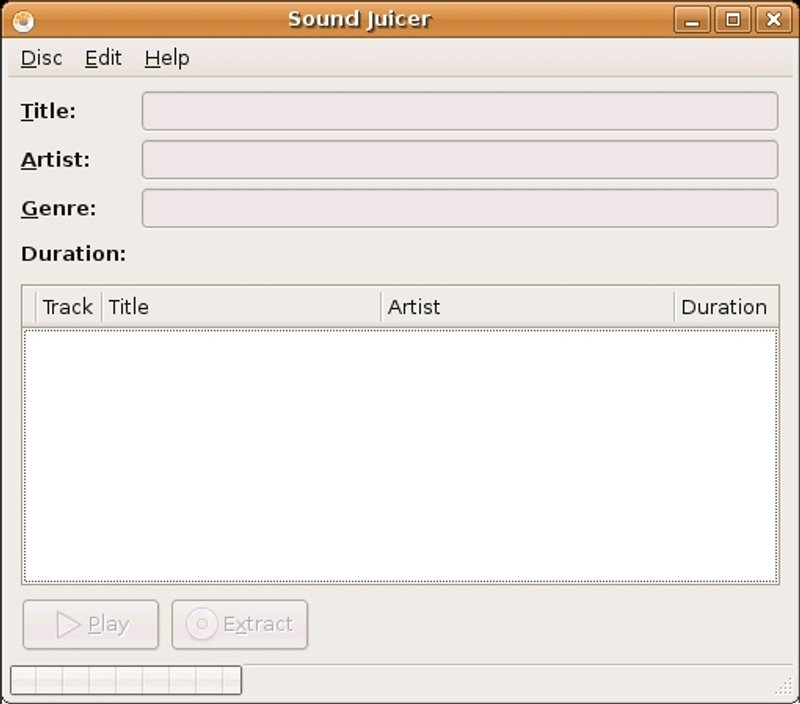 Sound Juicer
Disc Edit Help
Title:
Artist:
Genre:
Duration:
Track Title Artist Duration
Play Extract